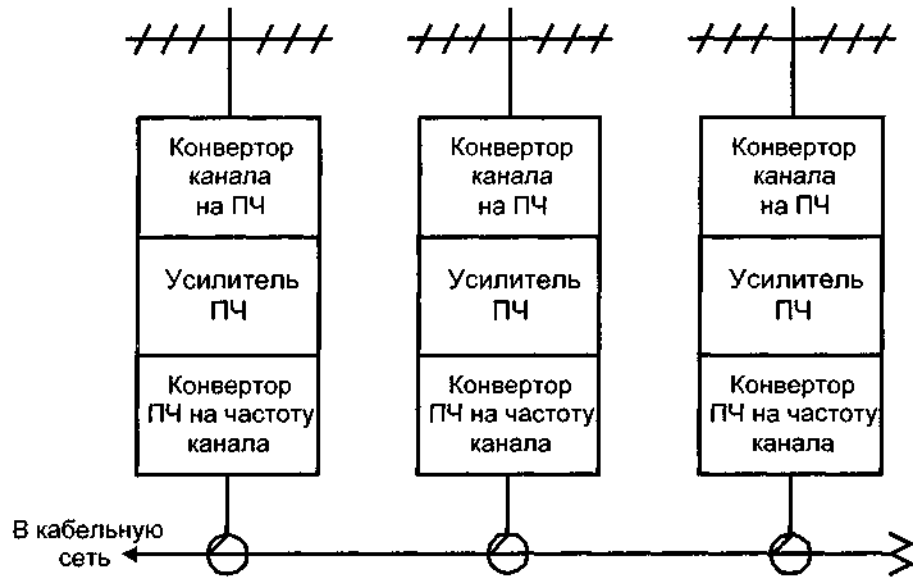 Конвертор
канала
на ПЧ
Усилитель
ПЧ
Конвертор
ПЧ на частоту
канала
Конвертор
канала
на ПЧ
Усилитель
ПЧ
Конвертор
ПЧ на частоту
канала
Конвертор
канала
на ПЧ
Усилитель
ПЧ
Конвертор
ПЧ на частоту
канала
В кабельную
сеть